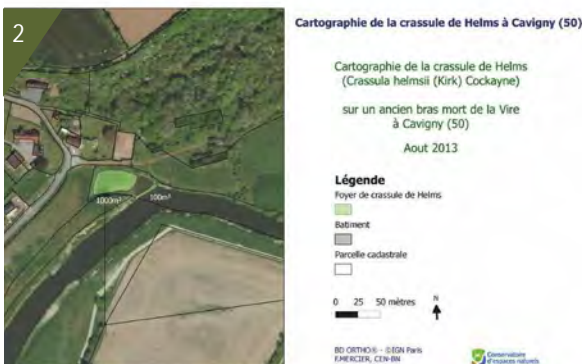 2
Cartographie de la crassule de Helms à Cavigny (50)
Cartographie de la crassule de Helms
(Crassula helmsii (Kirk) Cockayne)
sur un ancien bras mort de la Vire
à Cavigny (50)
Aout 2013
1000m²
100m²
Légende
Foyer de crassule de Helms
Batiment
Parcelle cadastrale
0 25 50 mètres
N
BD ORTHO® - ©IGN Paris
F.MERCIER, CEN-BN
Conservatoire
d'espaces naturels